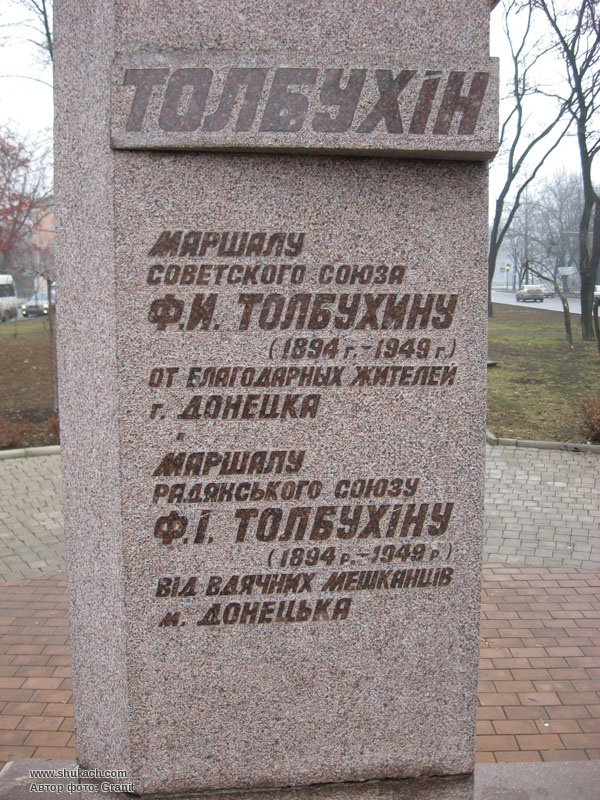 ТОЛБУХІН
МАРШАЛУ
СОВЕТСКОГО СОЮЗА
Ф.И. ТОЛБУХИНУ
(1894 г.-1949 г.)
ОТ БЛАГОДАРНЫХ ЖИТЕЛЕЙ
г. ДОНЕЦКА
МАРШАЛУ
РАДЯНСЬКОГО СОЮЗУ
Ф.І. ТОЛБУХІНУ
(1894 р.-1949 р.)
ВІД ВДЯЧНИХ МЕШКАНЦІВ
м. ДОНЕЦЬКА
www.shukach.com
Автор фото: Granit